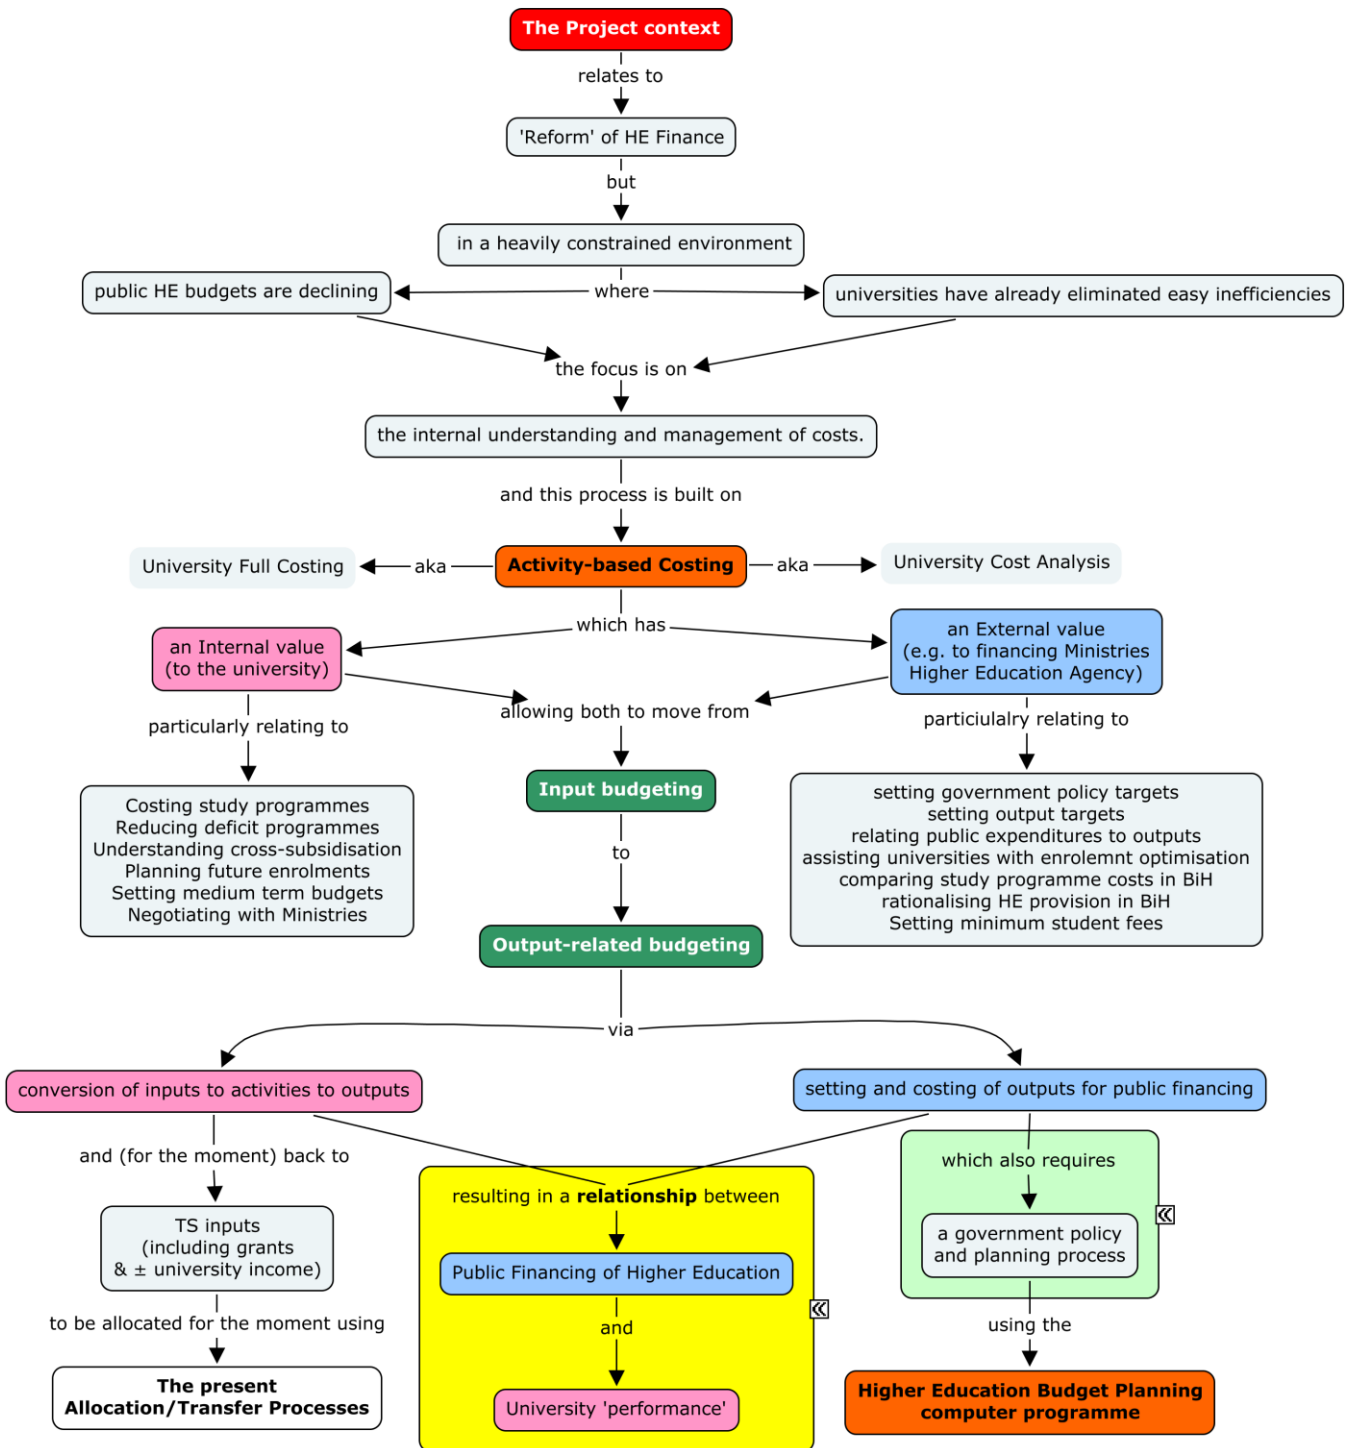 The Project context
relates to
'Reform' of HE Finance
but
in a heavily constrained environment
public HE budgets are declining
where
universities have already eliminated easy inefficiencies
the focus is on
the internal understanding and management of costs.
and this process is built on
University Full Costing
aka
Activity-based Costing
aka
University Cost Analysis
which has
an Internal value
(to the university)
an External value
(e.g. to financing Ministries
Higher Education Agency)
allowing both to move from
particularly relating to
particiulalry relating to
Input budgeting
Costing study programmes
Reducing deficit programmes
Understanding cross-subsidisation
Planning future enrolments
Setting medium term budgets
Negotiating with Ministries
setting government policy targets
setting output targets
relating public expenditures to outputs
assisting universities with enrolemnt optimisation
comparing study programme costs in BiH
rationalising HE provision in BiH
Setting minimum student fees
to
Output-related budgeting
via
conversion of inputs to activities to outputs
setting and costing of outputs for public financing
and (for the moment) back to
TS inputs
(including grants
& ± university income)
to be allocated for the moment using
The present
Allocation/Transfer Processes
resulting in a relationship between
Public Financing of Higher Education
and
University 'performance'
which also requires
a government policy
and planning process
using the
Higher Education Budget Planning
computer programme